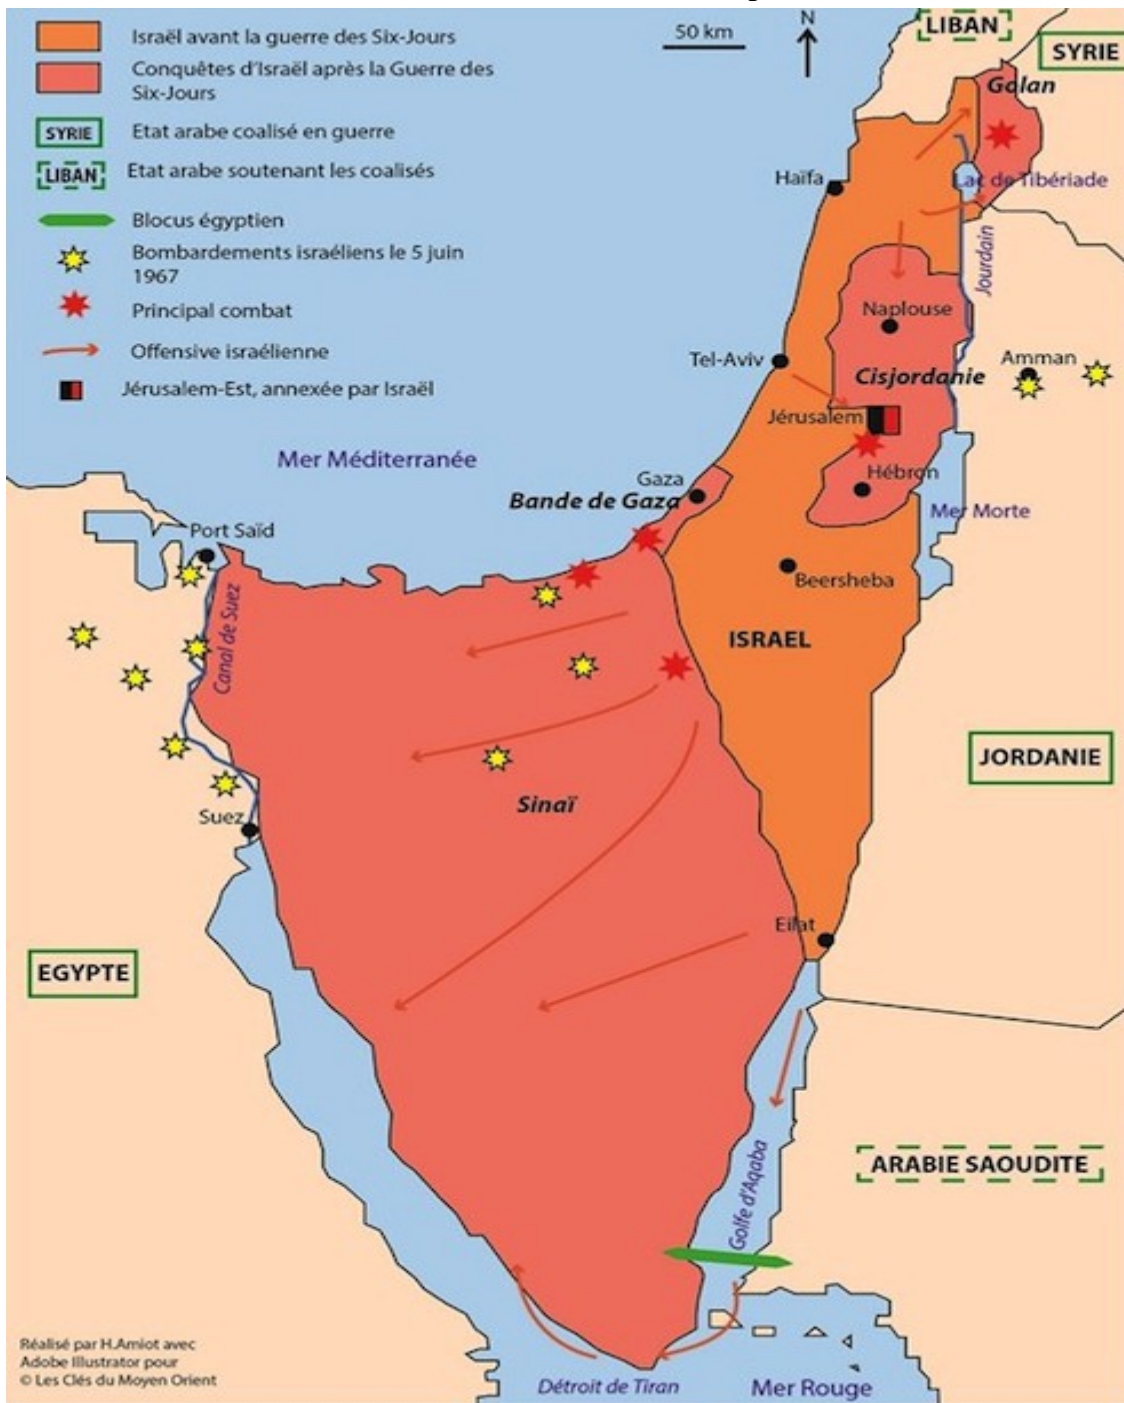 Israël avant la guerre des Six-Jours
Conquêtes d'Israël après la Guerre des
Six-Jours
SYRIE
Etat arabe coalisé en guerre
LIBAN
Etat arabe soutenant les coalisés
Blocus égyptien
Bombardements israéliens le 5 juin
1967
Principal combat
Offensive israélienne
Jérusalem-Est, annexée par Israël
50 km
N
LIBAN
SYRIE
Golan
Haïfa
Lac de Tibériade
Jourdain
Naplouse
Tel-Aviv
Amman
Cisjordanie
Jérusalem
Mer Méditerranée
Gaza
Hébron
Bande de Gaza
Mer Morte
Port Saïd
Beersheba
Canal de Suez
ISRAEL
JORDANIE
Sinaï
Suez
Eilat
EGYPTE
ARABIE SAOUDITE
Golfe d'Aqaba
Réalisé par H.Amiot avec
Adobe Illustrator pour
© Les Clés du Moyen Orient
Détroit de Tiran
Mer Rouge